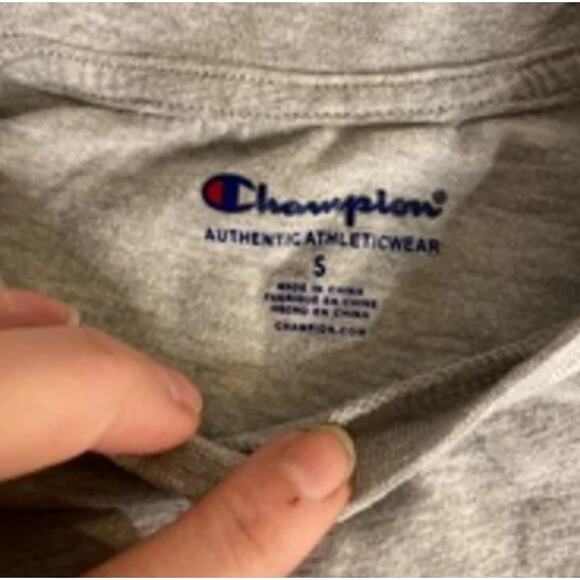 Champion®
AUTHENTIC ATHLETICWEAR
S
MADE IN CHINA
FABRIQUÉ EN CHINE
HECHO EN CHINA
CHAMPION.COM